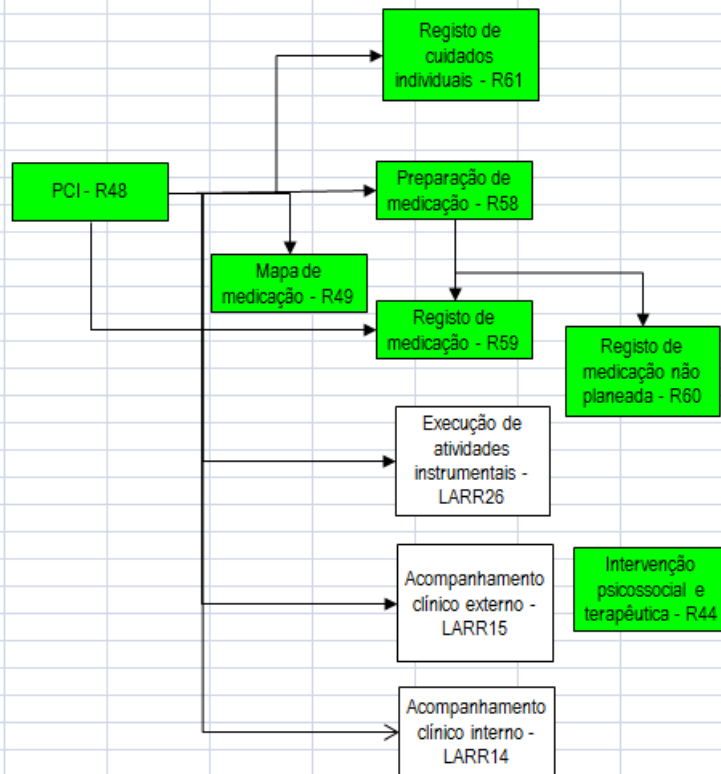 Registo de
cuidados
individuais - R61
PCI - R48
Preparação de
medicação - R58
Mapa de
medicação - R49
Registo de
medicação - R59
Registo de
medicação não
planeada - R60
Execução de
atividades
instrumentais -
LARR26
Acompanhamento
clínico externo -
LARR15
Intervenção
psicossocial e
terapêutica - R44
Acompanhamento
clínico interno -
LARR14